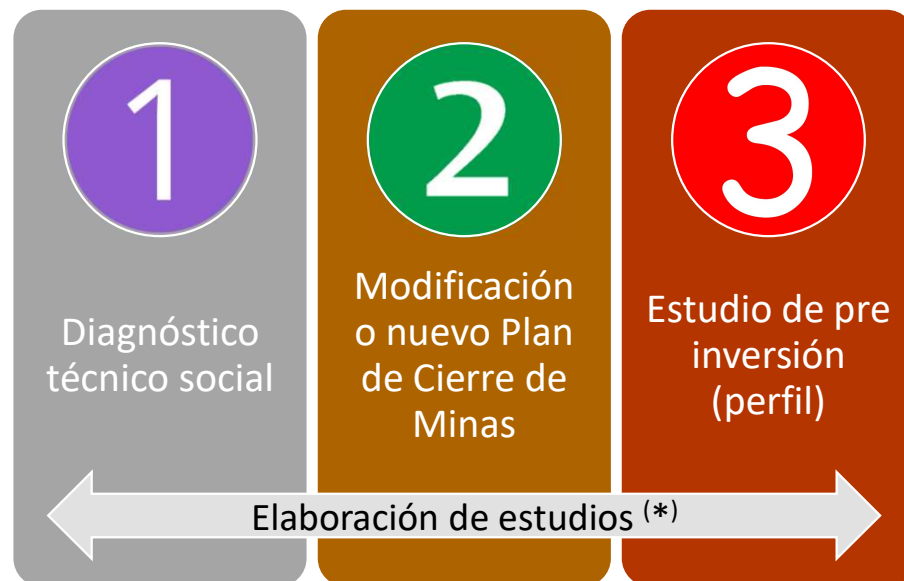 1
Diagnóstico
técnico social
2
Modificación
o nuevo Plan
de Cierre de
Minas
3
Estudio de pre
inversión
(perfil)
Elaboración de estudios (*)